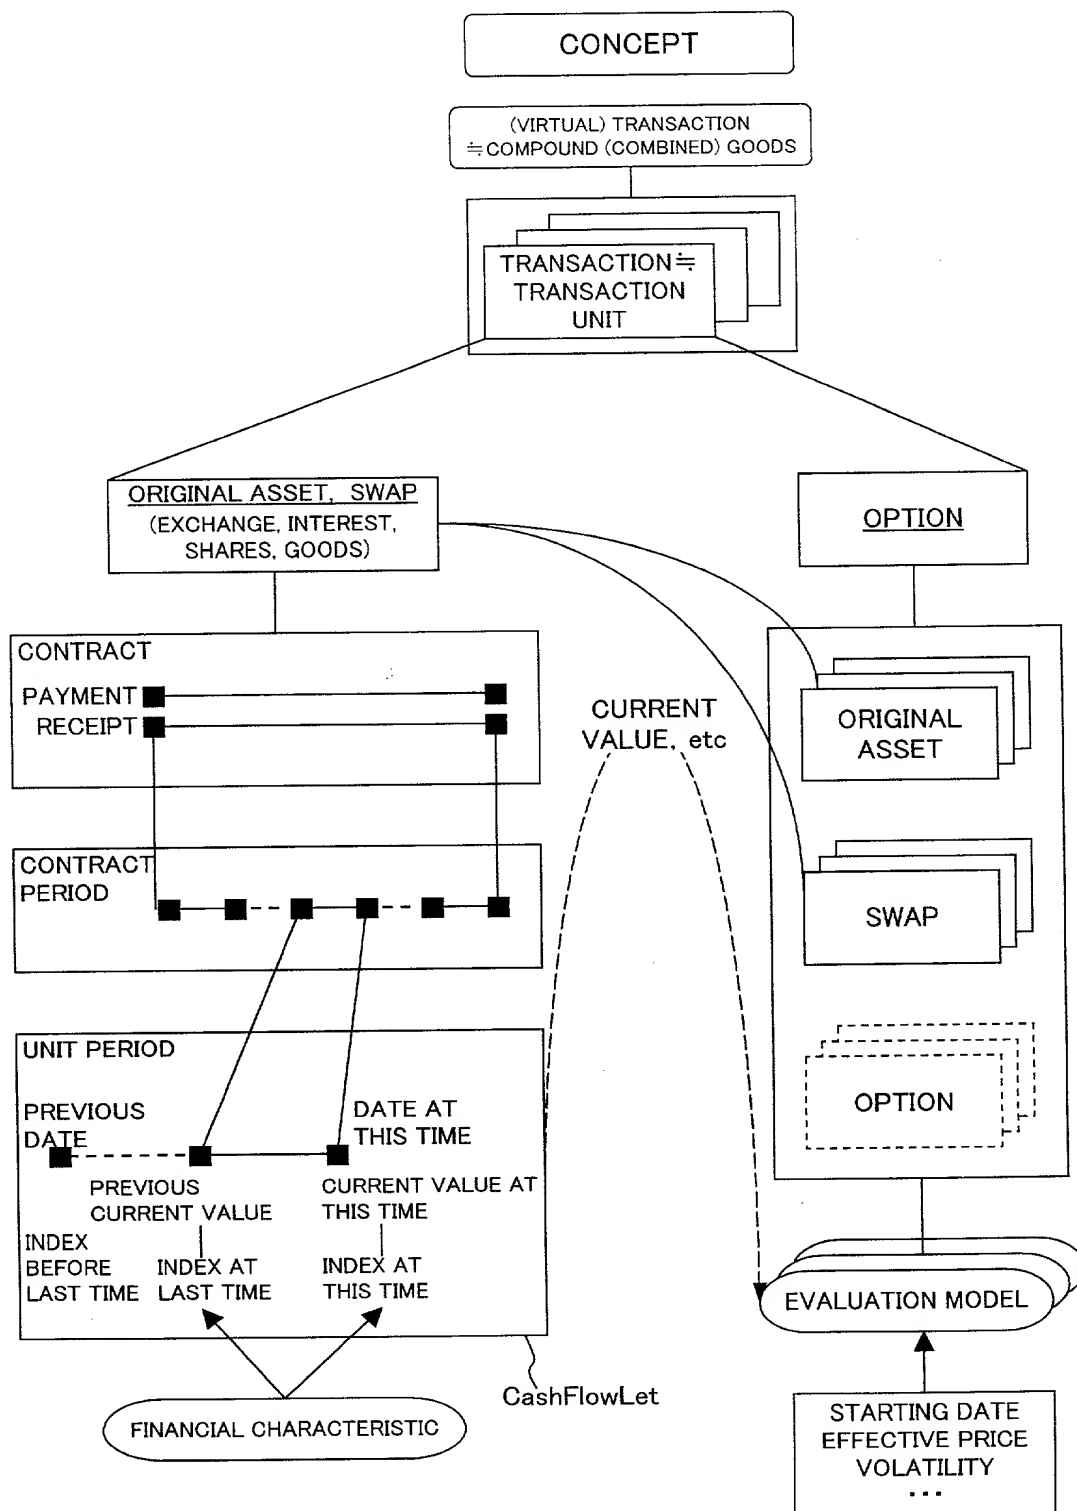 CONCEPT
(VIRTUAL) TRANSACTION
≒COMPOUND (COMBINED) GOODS
TRANSACTION≒
TRANSACTION
UNIT
ORIGINAL ASSET, SWAP
(EXCHANGE, INTEREST,
SHARES, GOODS)
OPTION
CONTRACT
PAYMENT
RECEIPT
CURRENT
VALUE, etc
ORIGINAL
ASSET
CONTRACT
PERIOD
SWAP
UNIT PERIOD
PREVIOUS
DATE
DATE AT
THIS TIME
OPTION
PREVIOUS
CURRENT VALUE
CURRENT VALUE AT
THIS TIME
INDEX
BEFORE
LAST TIME
INDEX AT
LAST TIME
INDEX AT
THIS TIME
EVALUATION MODEL
CashFlowLet
FINANCIAL CHARACTERISTIC
STARTING DATE
EFFECTIVE PRICE
VOLATILITY
...